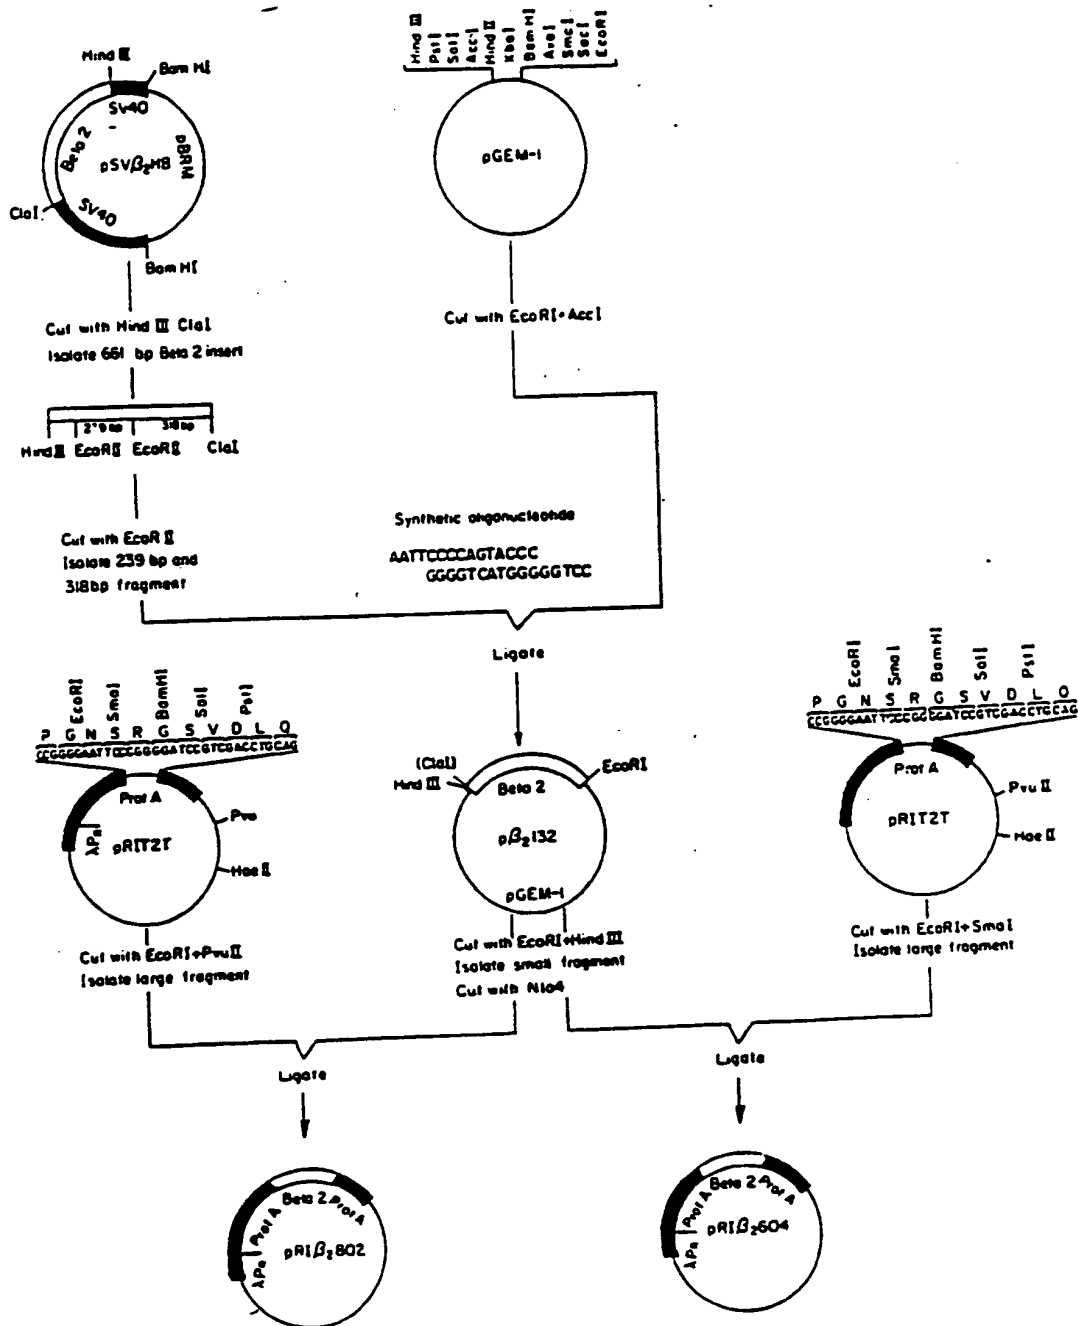 Hind III
Bam HI
SV40
Beta 2
pBRM
pSVβ₂HB
SV40
ClaI
Bam HI
Cut with Hind III ClaI
Isolate 661 bp Beta 2 insert
318bp
Hind III EcoRII EcoRII ClaI
Cut with EcoR II
Isolate 239 bp and
318bp fragment
Hind III
PstI
SalI
AccI
Hind II
XbaI
BamHI
AvaI
SmaI
SacI
EcoRI
pGEM-1
Cut with EcoRI+AccI
Synthetic oligonucleotide
AATTCCCCAGTACCC
GGGGTCATGGGGGTCC
Ligate
EcoRI
SmaI
BamHI
SalI
PstI
P G N S R G S V D L Q
Prot A
λPR
pRIT2T
Pvu
Hae II
Cut with EcoRI+PvuII
Isolate large fragment
(ClaI)
Hind III
EcoRI
Beta 2
pβ₂132
pGEM-1
Cut with EcoRI+Hind III
Isolate small fragment
Cut with Nla4
EcoRI
SmaI
BamHI
SalI
PstI
P G N S R G S V D L Q
Prot A
pRIT2T
Pvu II
Hae II
Cut with EcoRI+SmaI
Isolate large fragment
Ligate
Ligate
λPR
Prot A
Beta 2
Prot A
pRIβ₂802
λPR
Prot A
Beta 2
Prot A
pRIβ₂604